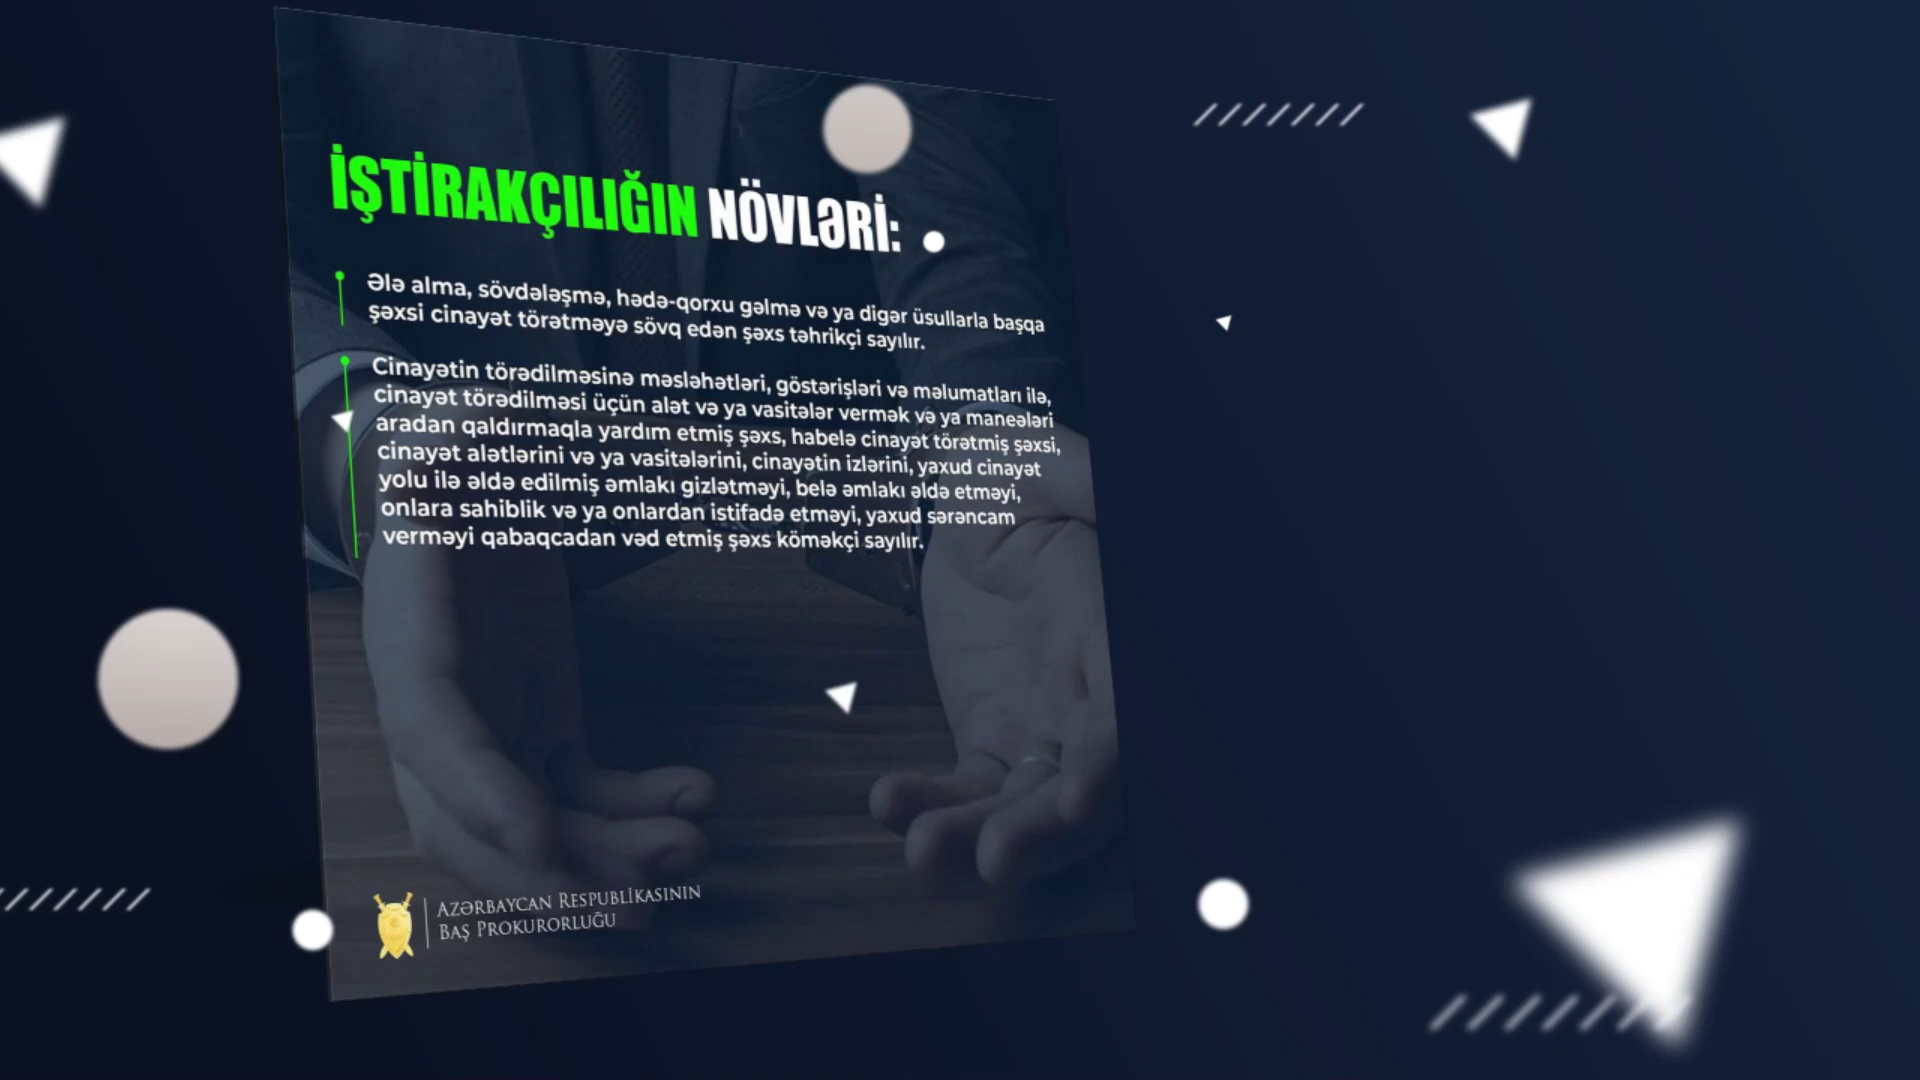 İŞTİRAKÇILIĞIN NÖVLƏRİ:
Ələ alma, sövdələşmə, hədə-qorxu gəlmə və ya digər üsullarla başqa
şəxsi cinayət törətməyə sövq edən şəxs təhrikçi sayılır.
Cinayətin törədilməsinə məsləhətləri, göstərişləri və məlumatları ilə,
cinayət törədilməsi üçün alət və ya vasitələr vermək və ya maneələri
aradan qaldırmaqla yardım etmiş şəxs, habelə cinayət törətmiş şəxsi,
cinayət alətlərini və ya vasitələrini, cinayətin izlərini, yaxud cinayət
yolu ilə əldə edilmiş əmlakı gizlətməyi, belə əmlakı əldə etməyi,
onlara sahiblik və ya onlardan istifadə etməyi, yaxud sərəncam
verməyi qabaqcadan vəd etmiş şəxs köməkçi sayılır.
AZƏRBAYCAN RESPUBLİKASININ
BAŞ PROKURORLUĞU